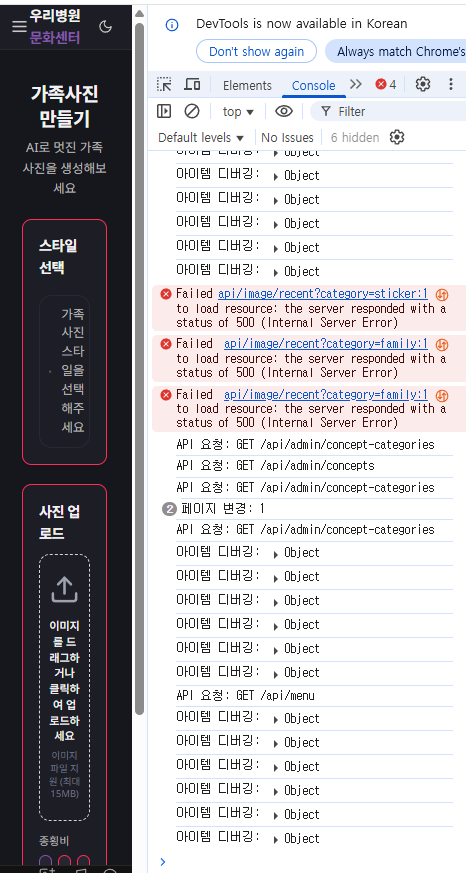 우리병원
문화센터
가족사진
만들기
AI로 멋진 가족
사진을 생성해보
세요
스타일
선택
가족
사진
스타
일을
선택
해주
세요
사진 업
로드
이미지
를 드
래그하
거나
클릭하
여 업
로드하
세요
이미지
파일 지
원 (최대
15MB)
종횡비
DevTools is now available in Korean
Don't show again
Always match Chrome's
Elements
Console
4
top
Filter
Default levels
No Issues
6 hidden
아이템 디버깅: Object
아이템 디버깅: Object
아이템 디버깅: Object
아이템 디버깅: Object
아이템 디버깅: Object
Failed api/image/recent?category=sticker:1
to load resource: the server responded with a
status of 500 (Internal Server Error)
Failed api/image/recent?category=family:1
to load resource: the server responded with a
status of 500 (Internal Server Error)
Failed api/image/recent?category=family:1
to load resource: the server responded with a
status of 500 (Internal Server Error)
API 요청: GET /api/admin/concept-categories
API 요청: GET /api/admin/concepts
API 요청: GET /api/admin/concept-categories
2 페이지 변경: 1
API 요청: GET /api/admin/concept-categories
아이템 디버깅: Object
아이템 디버깅: Object
아이템 디버깅: Object
아이템 디버깅: Object
아이템 디버깅: Object
아이템 디버깅: Object
API 요청: GET /api/menu
아이템 디버깅: Object
아이템 디버깅: Object
아이템 디버깅: Object
아이템 디버깅: Object
아이템 디버깅: Object
아이템 디버깅: Object